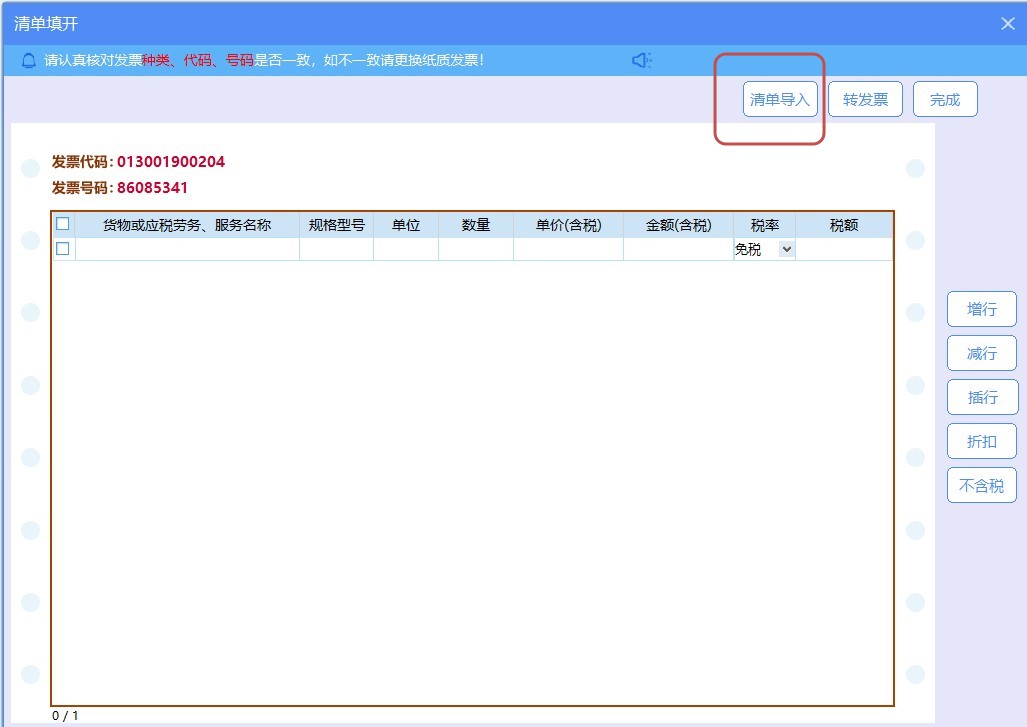 清单填开
请认真核对发票种类、代码、号码是否一致，如不一致请更换纸质发票！
清单导入 转发票 完成
发票代码：013001900204
发票号码：86085341
货物或应税劳务、服务名称 规格型号 单位 数量 单价(含税) 金额(含税) 税率 税额
免税
增行
减行
插行
折扣
不含税
0 / 1